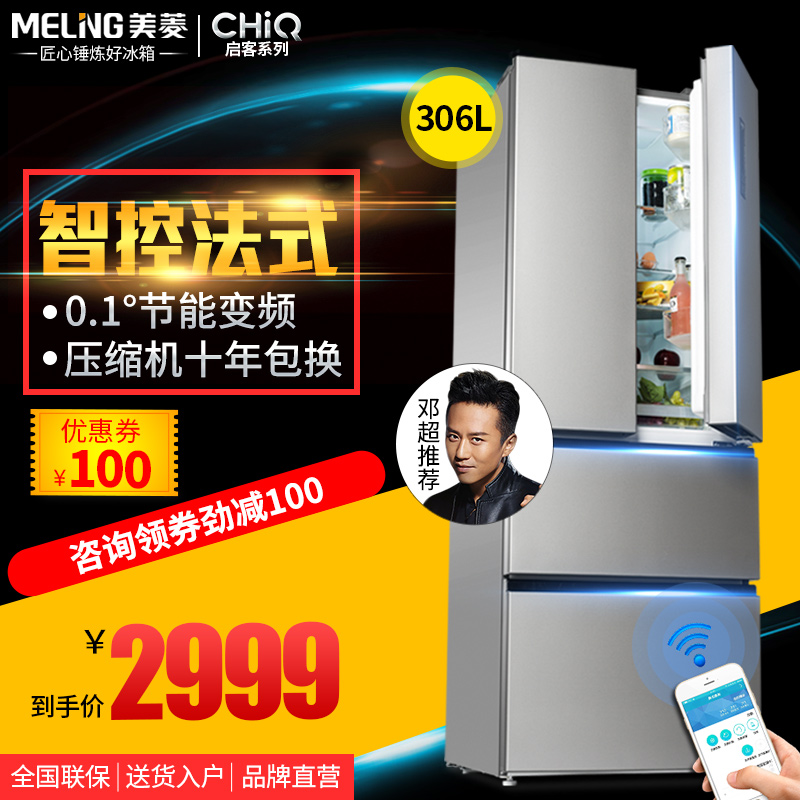 MELING美菱
匠心锤炼好冰箱
CHiQ
启客系列
306L
智控法式
•0.1°节能变频
•压缩机十年包换
邓超推荐
优惠券
¥100
咨询领券劲减100
¥2999
到手价
全国联保 | 送货入户 | 品牌直营